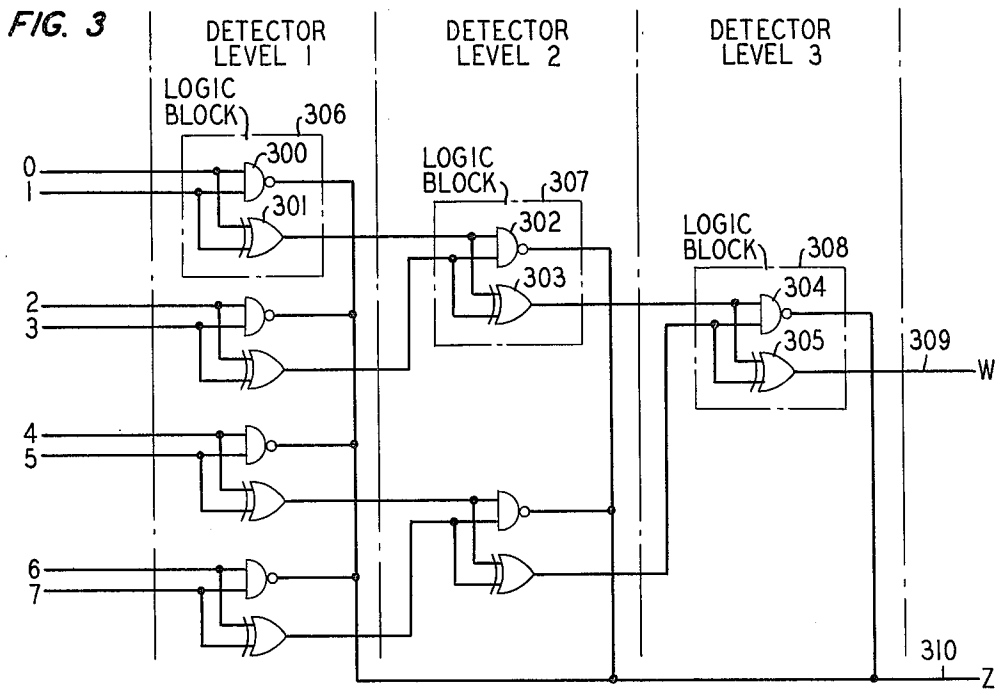 FIG. 3
DETECTOR
LEVEL 1
DETECTOR
LEVEL 2
DETECTOR
LEVEL 3
LOGIC
BLOCK
306
300
301
LOGIC
BLOCK
307
302
303
LOGIC
BLOCK
308
304
305
309
W
0
1
2
3
4
5
6
7
310
Z